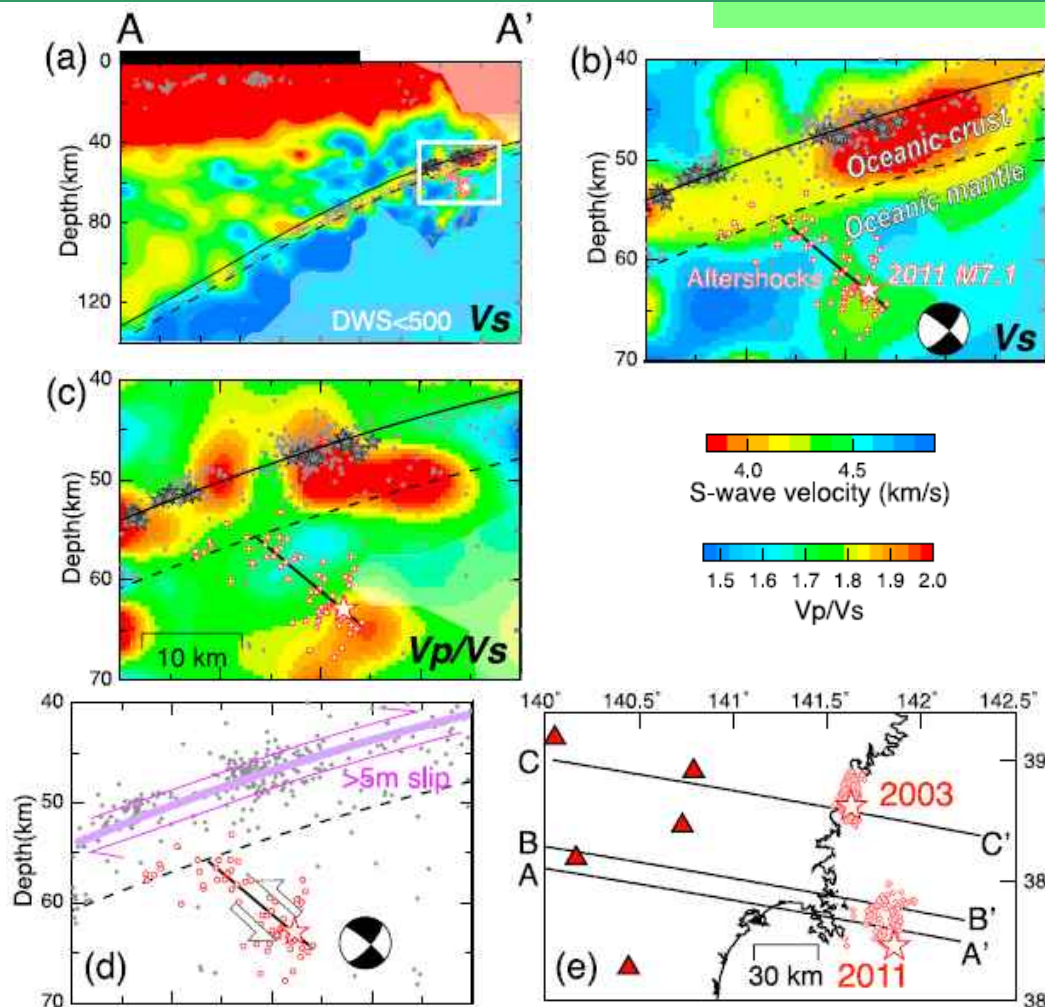 A A'
(a)
0
40
80
120
Depth(km)
DWS<500 Vs
(b)
40
50
60
70
Depth(km)
Oceanic crust
Oceanic mantle
Aftershocks
2011 M7.1
Vs
(c)
40
50
60
70
Depth(km)
10 km
Vp/Vs
4.0 4.5
S-wave velocity (km/s)
1.5 1.6 1.7 1.8 1.9 2.0
Vp/Vs
40
50
60
70
Depth(km)
>5m slip
(d)
140° 140.5° 141° 141.5° 142° 142.5°
39
38
38
C
B
A
2003
C'
B'
A'
2011
30 km
(e)